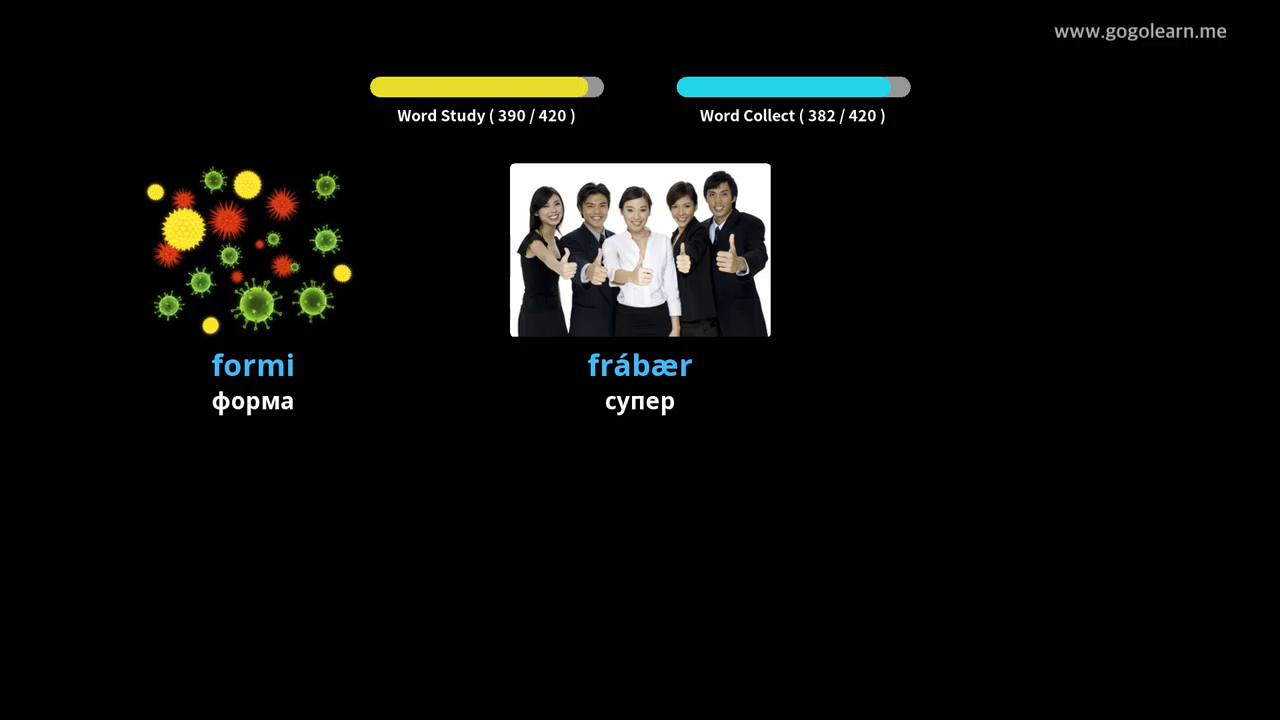 www.gogolearn.me
Word Study ( 390 / 420 )
Word Collect ( 382 / 420 )
formi
форма
frábær
супер